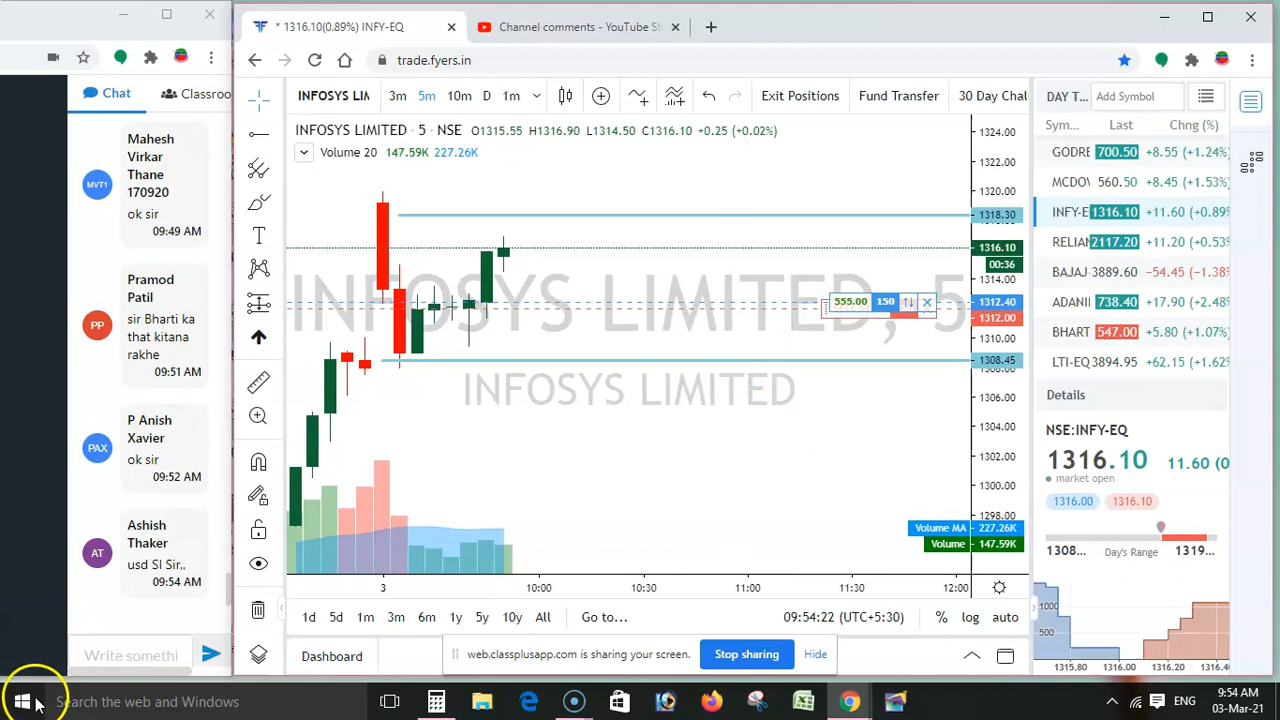 * 1316.10(0.89%) INFY-EQ
Channel comments - YouTube St
trade.fyers.in
Chat
Classroo
Mahesh
Virkar
Thane
170920
MVT1
ok sir
09:49 AM
Pramod
Patil
PP
sir Bharti ka
that kitana
rakhe
09:51 AM
P Anish
Xavier
PAX
ok sir
09:52 AM
Ashish
Thaker
AT
usd SI Sir,,
09:54 AM
Write somethi
INFOSYS LIM
3m
5m
10m
D
1m
Exit Positions
Fund Transfer
30 Day Chal
INFOSYS LIMITED · 5 · NSE O1315.55 H1316.90 L1314.50 C1316.10 +0.25 (+0.02%)
Volume 20 147.59K 227.26K
INFOSYS LIMITED, 5
INFOSYS LIMITED
555.00 150
1324.00
1322.00
1320.00
1318.30
1316.10
00:36
1314.00
1312.40
1312.00
1310.00
1308.45
1306.00
1304.00
1302.00
1300.00
1298.00
Volume MA 227.26K
Volume 147.59K
3 10:00 10:30 11:00 11:30 12:00
1d 5d 1m 3m 6m 1y 5y 10y All Go to... 09:54:22 (UTC+5:30) % log auto
Dashboard
web.classplusapp.com is sharing your screen.
Stop sharing
Hide
DAY T...
Add Symbol
Sym... Last Chng (%)
GODRE 700.50 +8.55 (+1.24%)
MCDOV 560.50 +8.45 (+1.53%)
INFY-E 1316.10 +11.60 (+0.89%
RELIAN 2117.20 +11.20 (+0.53%
BAJAJ- 3889.60 −54.45 (−1.38%
ADANI 738.40 +17.90 (+2.48%
BHART 547.00 +5.80 (+1.07%)
LTI-EQ 3894.95 +62.15 (+1.62%
Details
NSE:INFY-EQ
1316.10 11.60 (0
market open
1316.00 1316.10
1308... Day's Range 1319...
1000
500
1315.80 1316.00 1316.20 1316.40
Search the web and Windows
ENG
9:54 AM
03-Mar-21